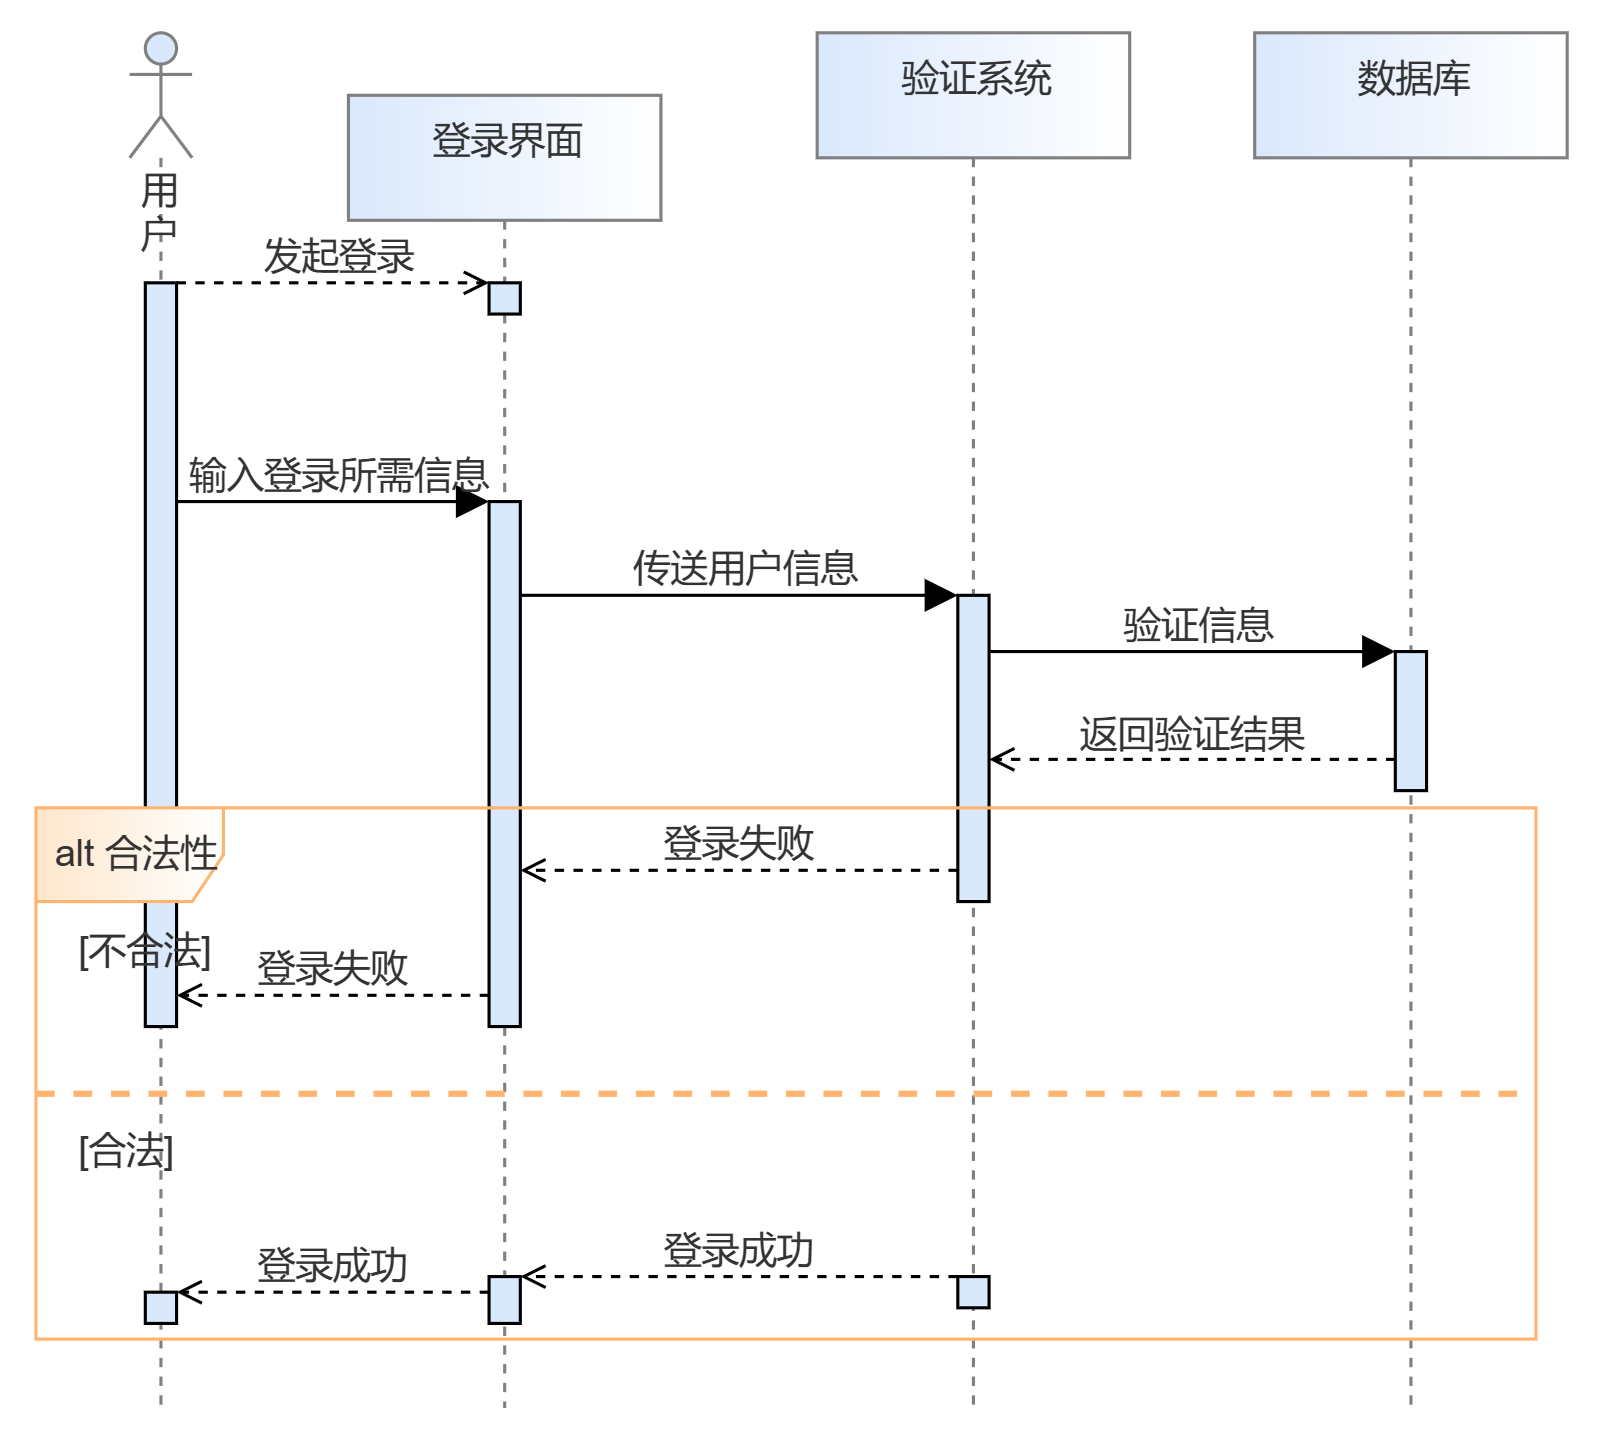 验证系统
数据库
登录界面
用
户
发起登录
输入登录所需信息
传送用户信息
验证信息
返回验证结果
alt 合法性
登录失败
[不合法]
登录失败
[合法]
登录成功
登录成功